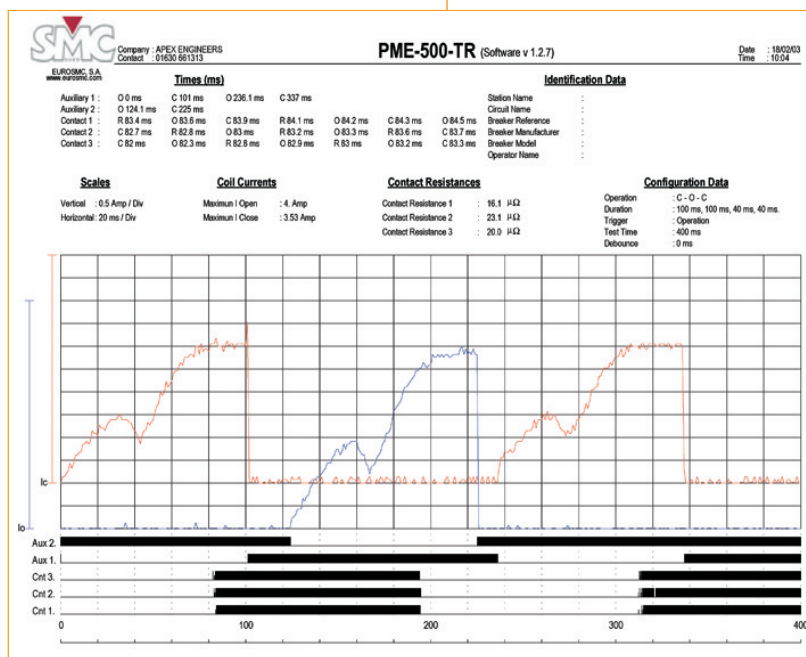 SMC
EUROSMC, S.A.
www.eurosmc.com
Company : APEX ENGINEERS
Contact : 01630 661313
PME-500-TR (Software v 1.2.7)
Date : 18/02/03
Time : 10:04
Times (ms)
Auxiliary 1 : O 0 ms C 101 ms O 236.1 ms C 337 ms
Auxiliary 2 : O 124.1 ms C 225 ms
Contact 1 : R 83.4 ms O 83.6 ms C 83.9 ms R 84.1 ms O 84.2 ms C 84.3 ms O 84.5 ms
Contact 2 : C 82.7 ms R 82.8 ms O 83 ms R 83.2 ms O 83.3 ms R 83.6 ms C 83.7 ms
Contact 3 : C 82 ms O 82.3 ms R 82.8 ms O 82.9 ms R 83 ms O 83.2 ms C 83.3 ms
Identification Data
Station Name :
Circuit Name :
Breaker Reference :
Breaker Manufacturer :
Breaker Model :
Operator Name :
Scales
Vertical : 0.5 Amp / Div
Horizontal : 20 ms / Div
Coil Currents
Maximun I Open : 4. Amp
Maximun I Close : 3.53 Amp
Contact Resistances
Contact Resistance 1 : 16.1 µΩ
Contact Resistance 2 : 23.1 µΩ
Contact Resistance 3 : 20.0 µΩ
Configuration Data
Operation : C - O - C
Duration : 100 ms, 100 ms, 40 ms, 40 ms.
Trigger : Operation
Test Time : 400 ms
Debounce : 0 ms
Ic
Io
Aux 2.
Aux 1.
Cnt 3.
Cnt 2.
Cnt 1.
0 100 200 300 400